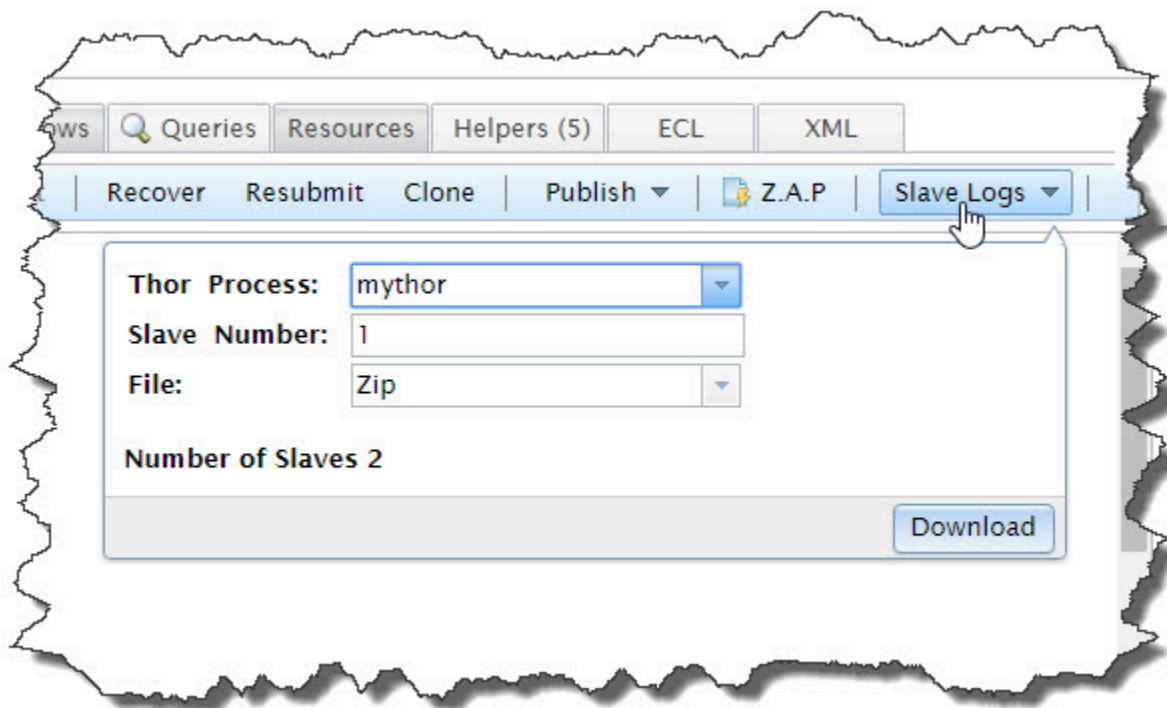 Queries Resources Helpers (5) ECL XML
Recover Resubmit Clone Publish Z.A.P Slave Logs
Thor Process: mythor
Slave Number: 1
File: Zip
Number of Slaves 2
Download